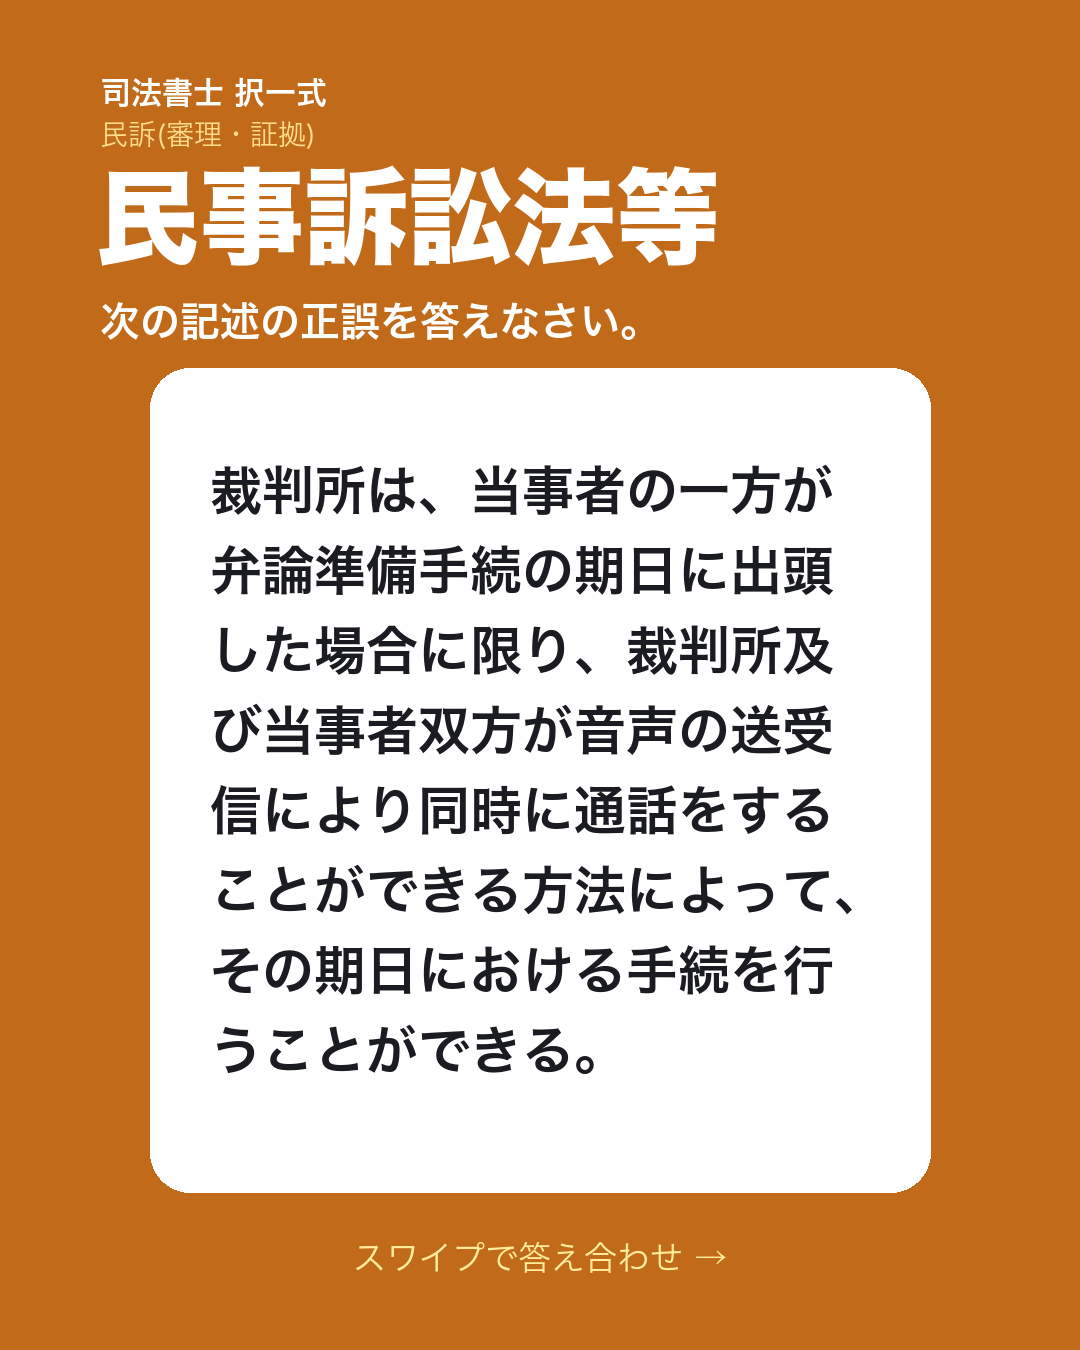 司法書士 択一式
民訴(審理・証拠)
民事訴訟法等
次の記述の正誤を答えなさい。
裁判所は、当事者の一方が
弁論準備手続の期日に出頭
した場合に限り、裁判所及
び当事者双方が音声の送受
信により同時に通話をする
ことができる方法によって、
その期日における手続を行
うことができる。
スワイプで答え合わせ →